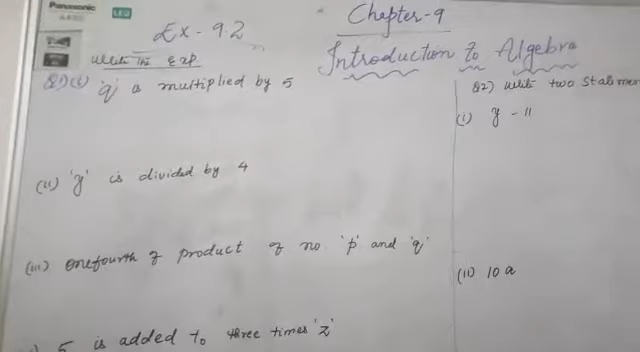 Panasonic
LED
Ex - 9.2
Chapter-9
Introduction to Algebra
Write the Exp
Q1)(i) 'q' is multiplied by 5
(ii) 'y' is divided by 4
(iii) onefourth of product of no. 'p' and 'q'
5 is added to three times 'z'
Q2) Write two Statemen
(i) y - 11
(ii) 10 a